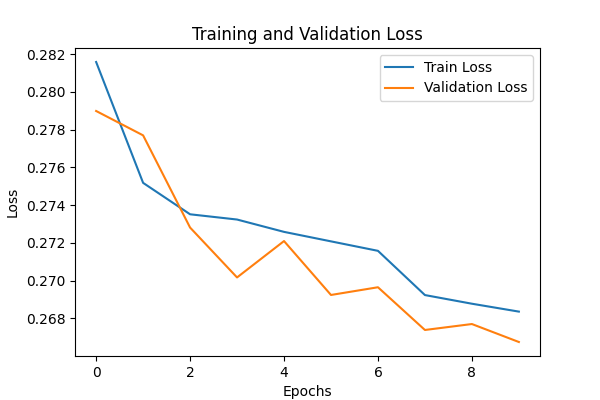 Training and Validation Loss
0.282
0.280
0.278
0.276
0.274
0.272
0.270
0.268
Loss
Train Loss
Validation Loss
0
2
4
6
8
Epochs